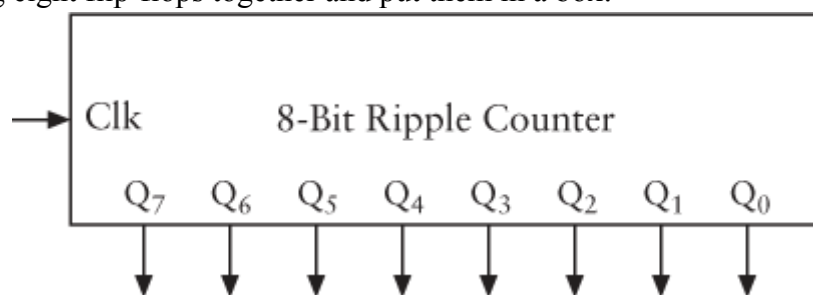 eight flip-flops together and put them in a box:
Clk 8-Bit Ripple Counter
Q₇ Q₆ Q₅ Q₄ Q₃ Q₂ Q₁ Q₀